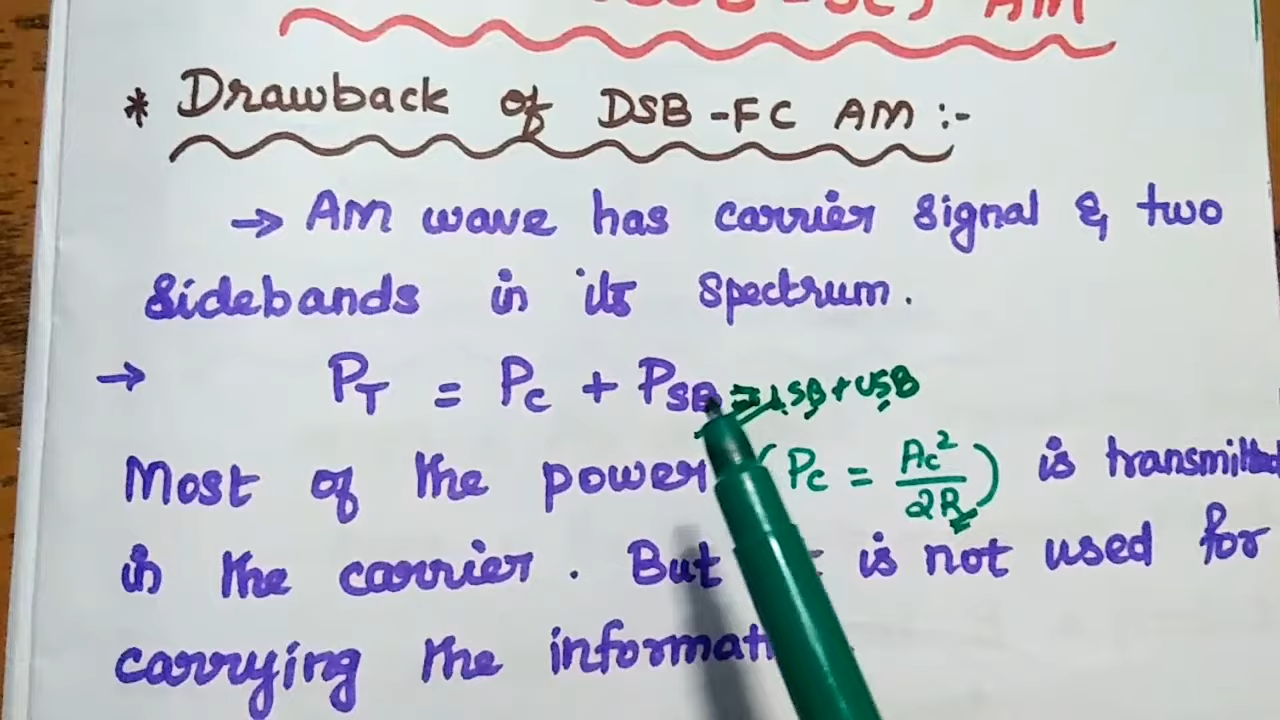 AM
* Drawback of DSB-FC AM :-
→ AM wave has carrier signal & two
sidebands in its spectrum.
→ PT = PC + PSB = LSB + USB
Most of the power (Pc = Ac²/2R) is transmitted
in the carrier. But is not used for
carrying the